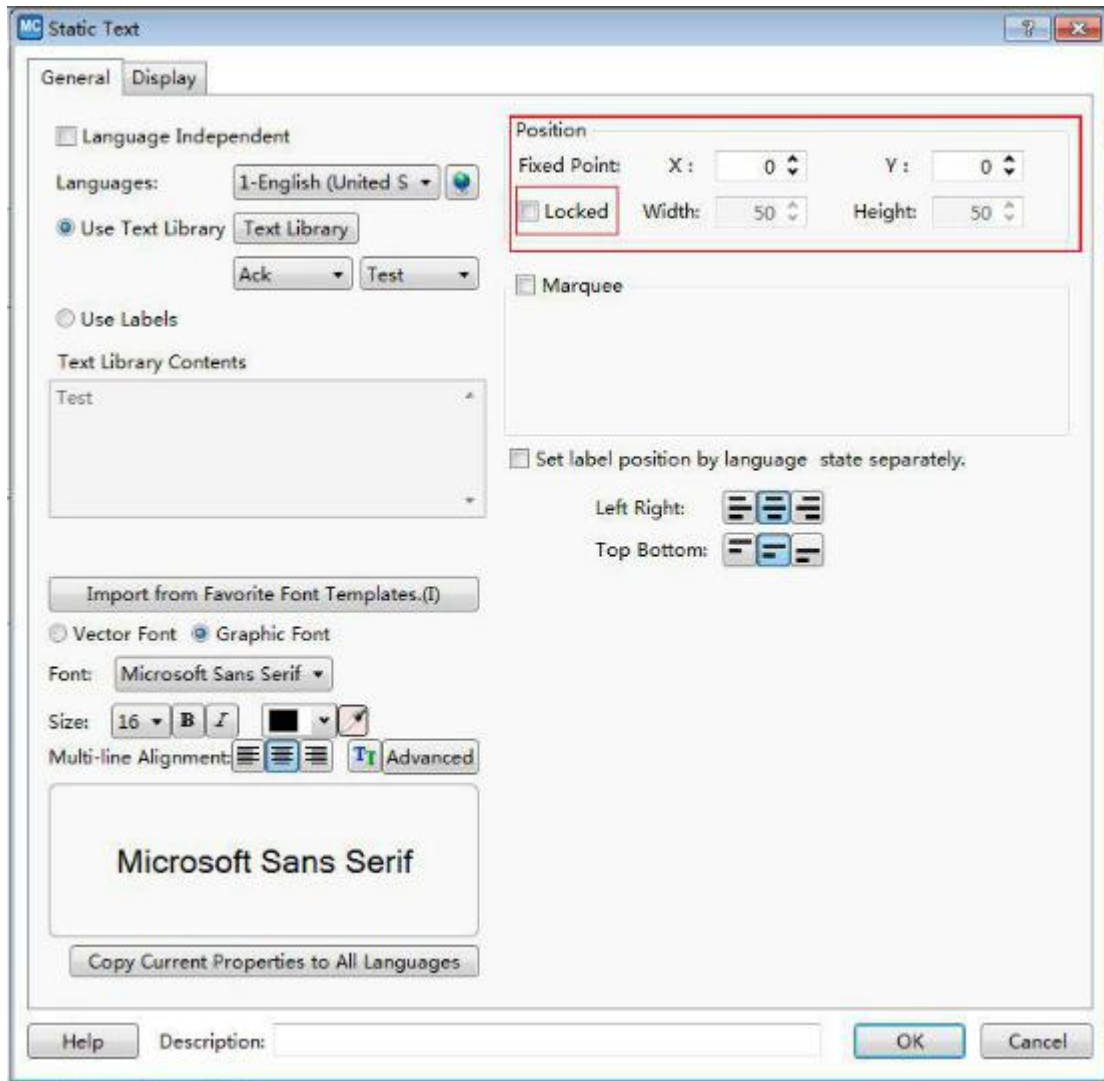 MC Static Text
General Display
Language Independent
Languages: 1-English (United S
Use Text Library Text Library
Ack Test
Use Labels
Text Library Contents
Test
Import from Favorite Font Templates.(I)
Vector Font Graphic Font
Font: Microsoft Sans Serif
Size: 16 B I
Multi-line Alignment: TI Advanced
Microsoft Sans Serif
Copy Current Properties to All Languages
Position
Fixed Point: X : 0 Y : 0
Locked Width: 50 Height: 50
Marquee
Set label position by language state separately.
Left Right:
Top Bottom:
Help Description: OK Cancel